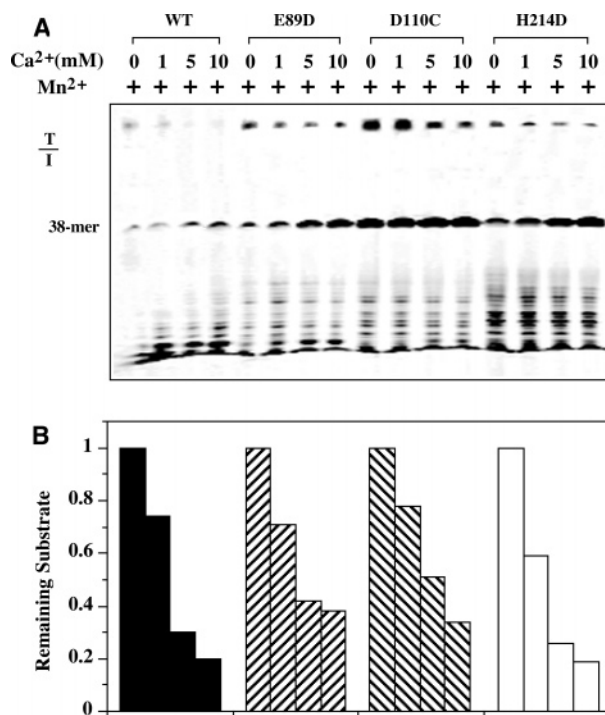 A
WT E89D D110C H214D
Ca2+(mM) 0 1 5 10 0 1 5 10 0 1 5 10 0 1 5 10
Mn2+ + + + + + + + + + + + + + + + +
T
I
38-mer
B
Remaining Substrate
1
0.8
0.6
0.4
0.2
0